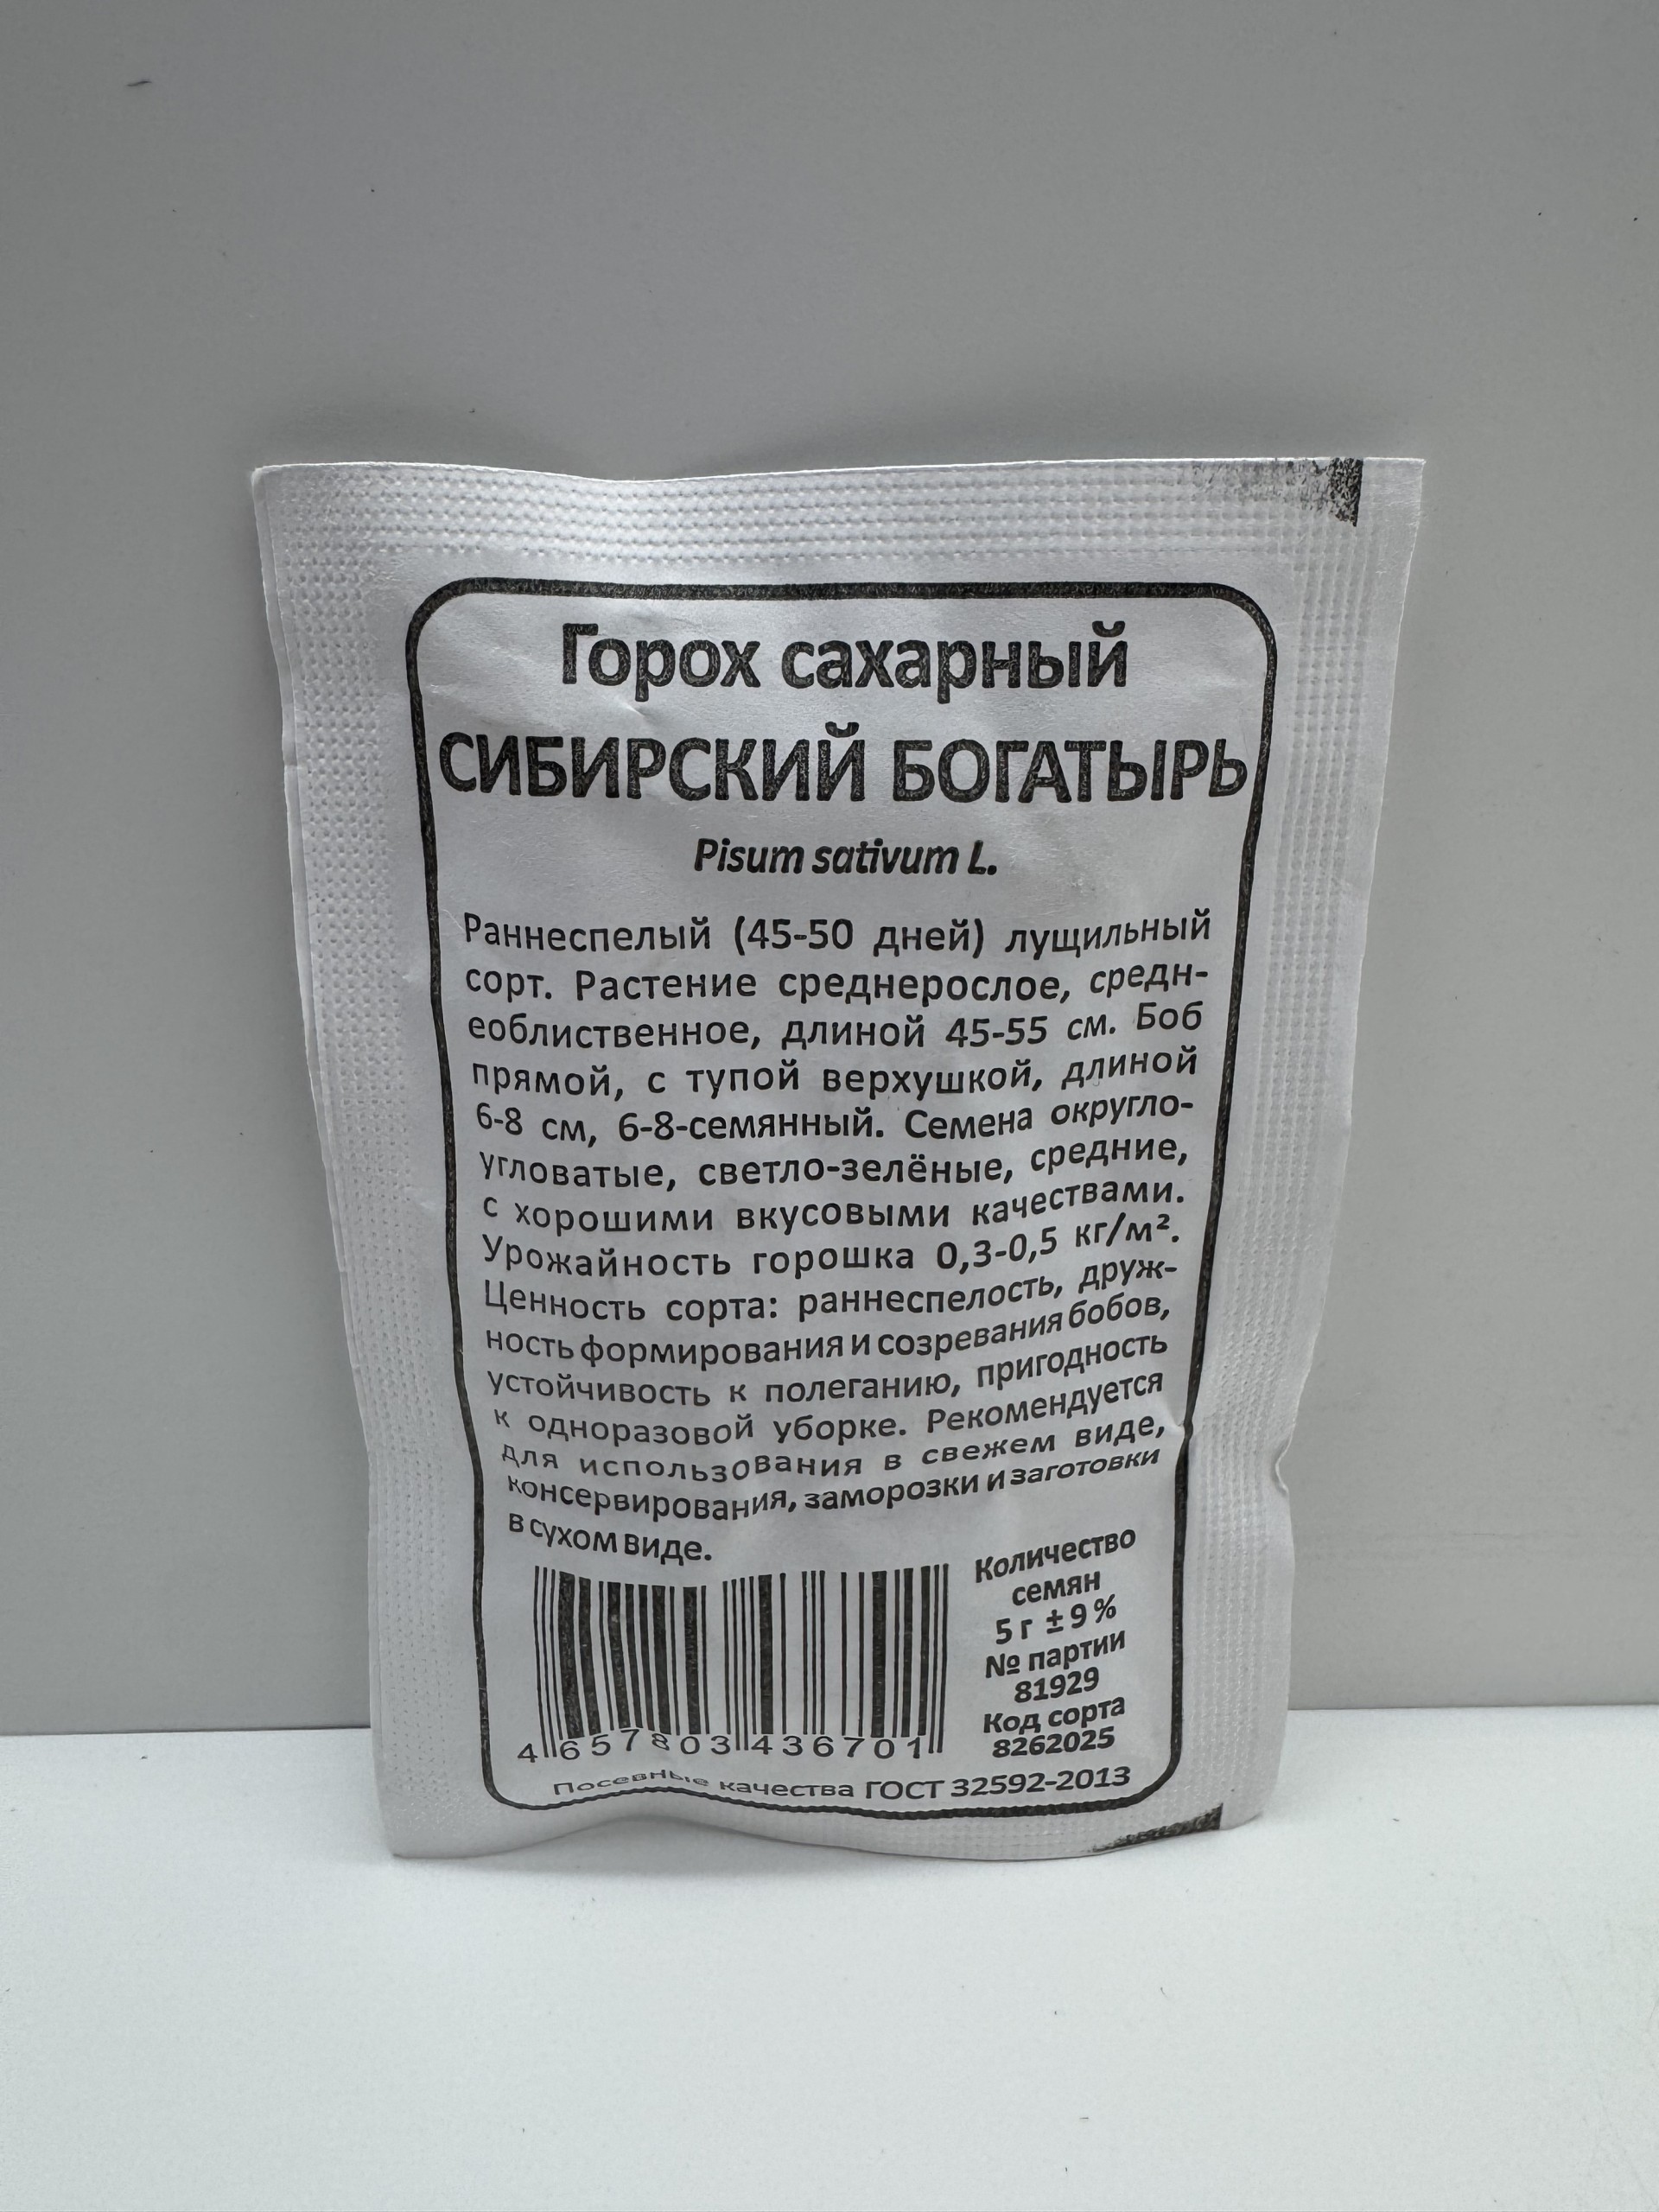 Горох сахарный
СИБИРСКИЙ БОГАТЫРЬ
Pisum sativum L.
Раннеспелый (45-50 дней) лущильный
сорт. Растение среднерослое, средн-
еоблиственное, длиной 45-55 см. Боб
прямой, с тупой верхушкой, длиной
6-8 см, 6-8-семянный. Семена округло-
угловатые, светло-зелёные, средние,
с хорошими вкусовыми качествами.
Урожайность горошка 0,3-0,5 кг/м².
Ценность сорта: раннеспелость, друж-
ность формирования и созревания бобов,
устойчивость к полеганию, пригодность
к одноразовой уборке. Рекомендуется
для использования в свежем виде,
консервирования, заморозки и заготовки
в сухом виде.
Количество
семян
5 г ±9%
№ партии
81929
Код сорта
8262025
4 657803 436701
Посевные качества ГОСТ 32592-2013